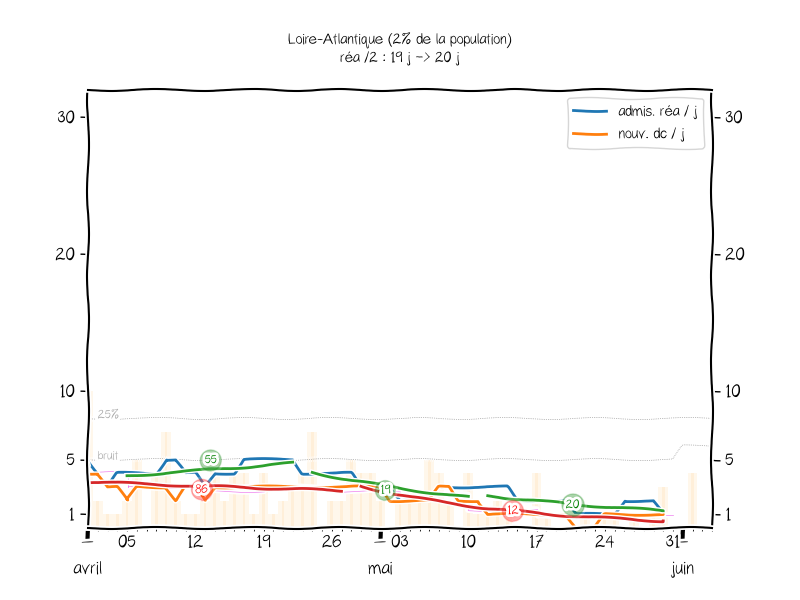 Loire-Atlantique (2% de la population)
réa /2 : 19 j -> 20 j
admis. réa / j
nouv. dc / j
30 30
20 20
10 10
25%
bruit
5 5
55
86
19
12
20
1 1
05 12 19 26 03 10 17 24 31
avril mai juin